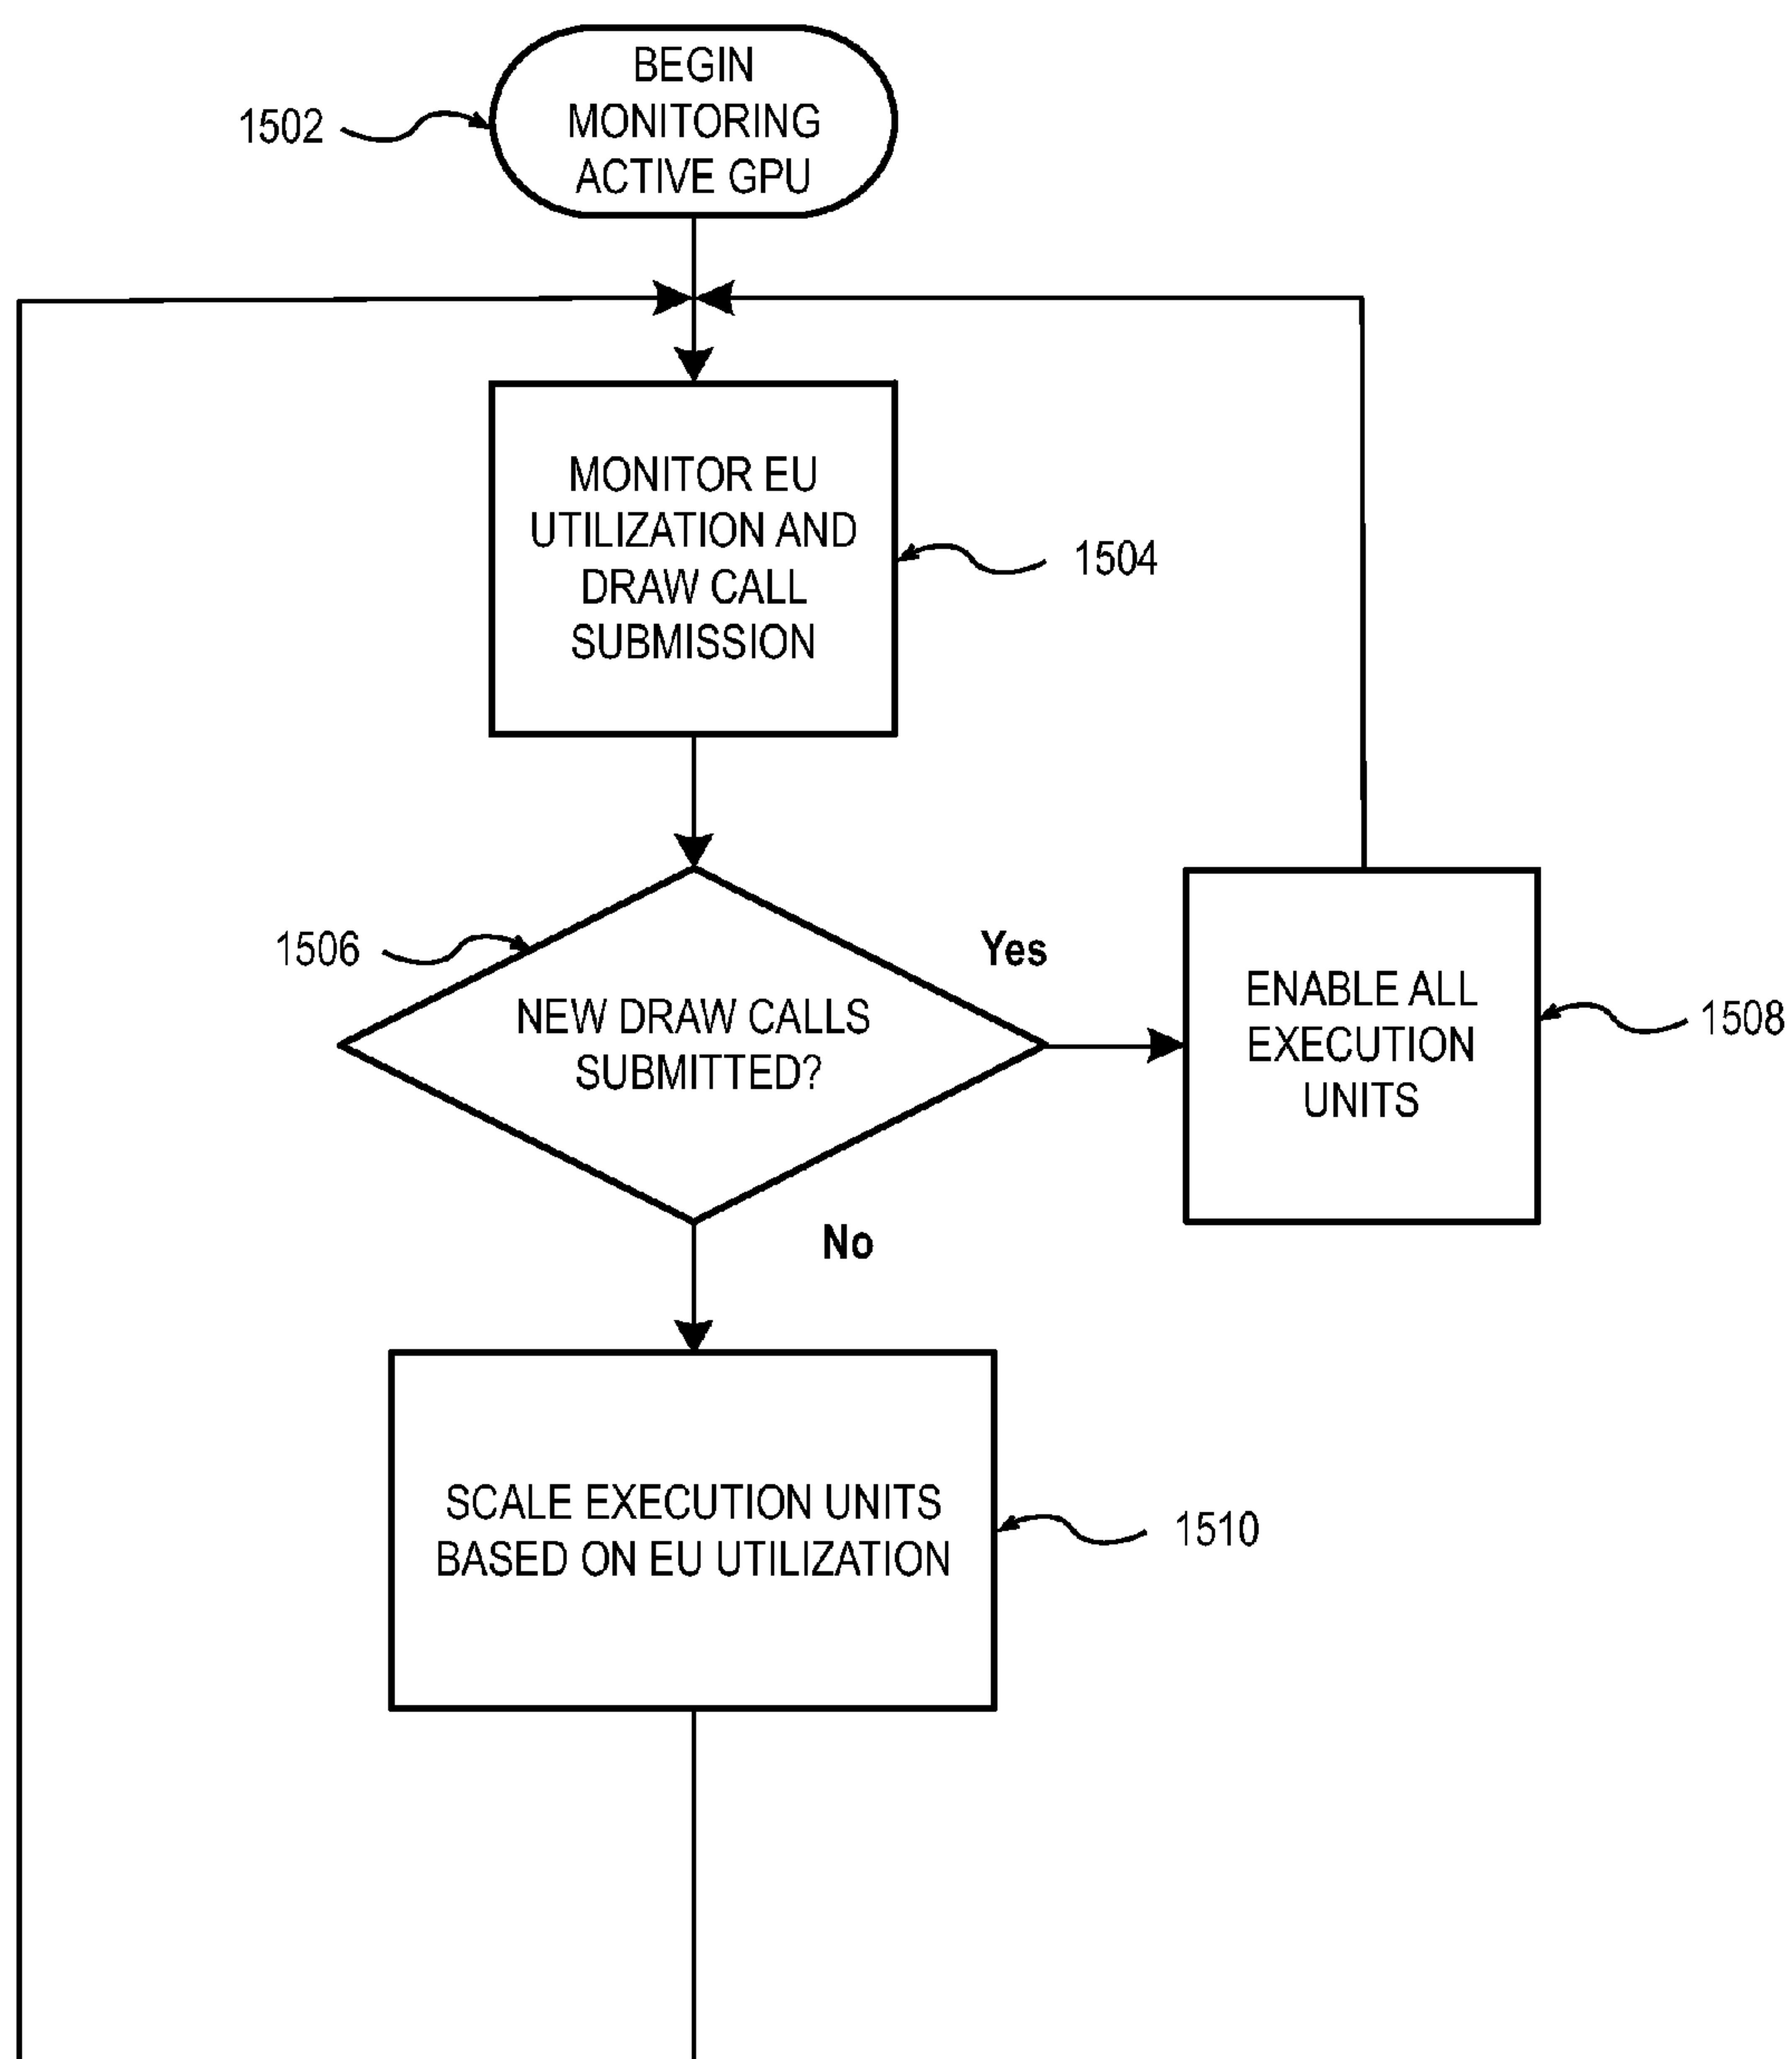 BEGIN
MONITORING
ACTIVE GPU
1502
MONITOR EU
UTILIZATION AND
DRAW CALL
SUBMISSION
1504
1506
NEW DRAW CALLS
SUBMITTED?
Yes
ENABLE ALL
EXECUTION
UNITS
1508
No
SCALE EXECUTION UNITS
BASED ON EU UTILIZATION
1510